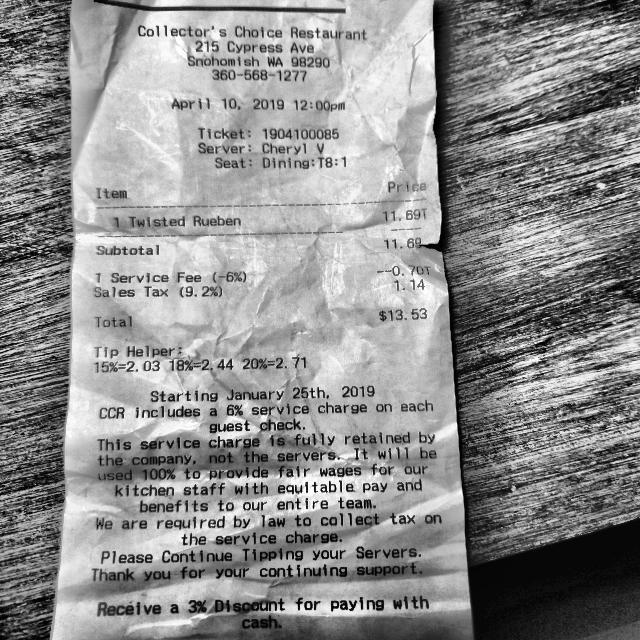 Collector's Choice Restaurant
215 Cypress Ave
Snohomish WA 98290
360-568-1277
April 10, 2019 12:00pm
Ticket: 1904100085
Server: Cheryl V
Seat: Dining:T8:1
Item Price
1 Twisted Rueben 11.69T
Subtotal 11.69
1 Service Fee (-6%) --0.70T
Sales Tax (9.2%) 1.14
Total $13.53
Tip Helper:
15%=2.03 18%=2.44 20%=2.71
Starting January 25th, 2019
CCR includes a 6% service charge on each
guest check.
This service charge is fully retained by
the company, not the servers. It will be
used 100% to provide fair wages for our
kitchen staff with equitable pay and
benefits to our entire team.
We are required by law to collect tax on
the service charge.
Please Continue Tipping your Servers.
Thank you for your continuing support.
Receive a 3% Discount for paying with
cash.